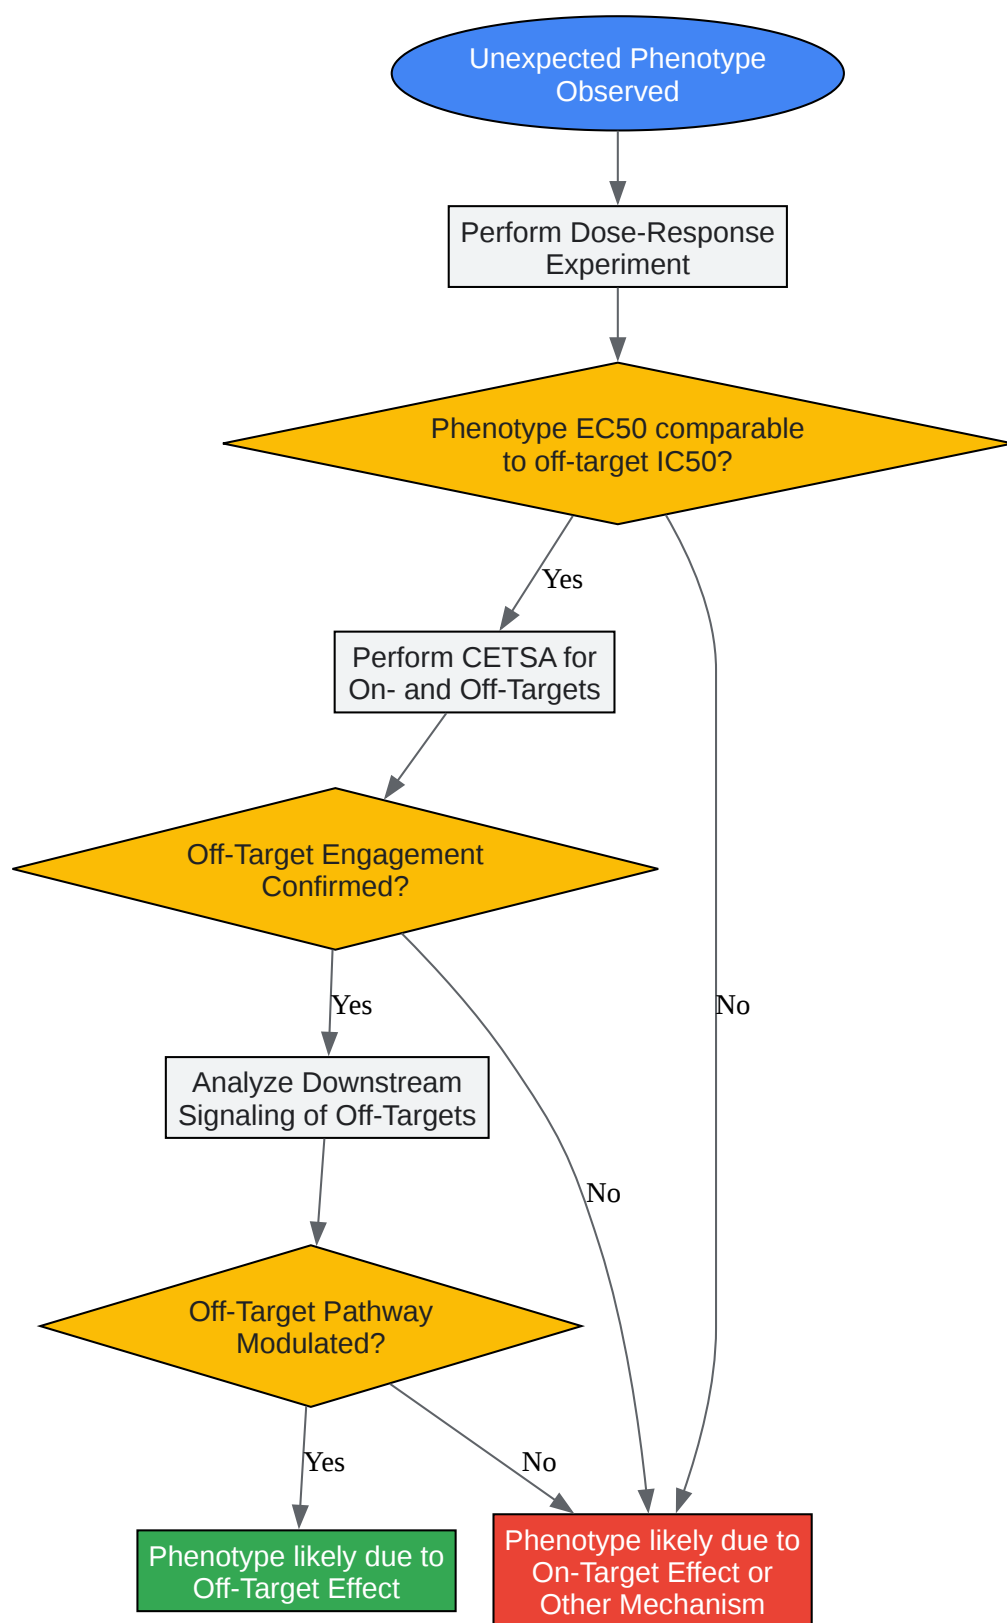 Unexpected Phenotype
Observed
Perform Dose-Response
Experiment
Phenotype EC50 comparable
to off-target IC50?
Yes
Perform CETSA for
On- and Off-Targets
Off-Target Engagement
Confirmed?
Yes
No
Analyze Downstream
Signaling of Off-Targets
No
Off-Target Pathway
Modulated?
Yes
No
Phenotype likely due to
Off-Target Effect
Phenotype likely due to
On-Target Effect or
Other Mechanism